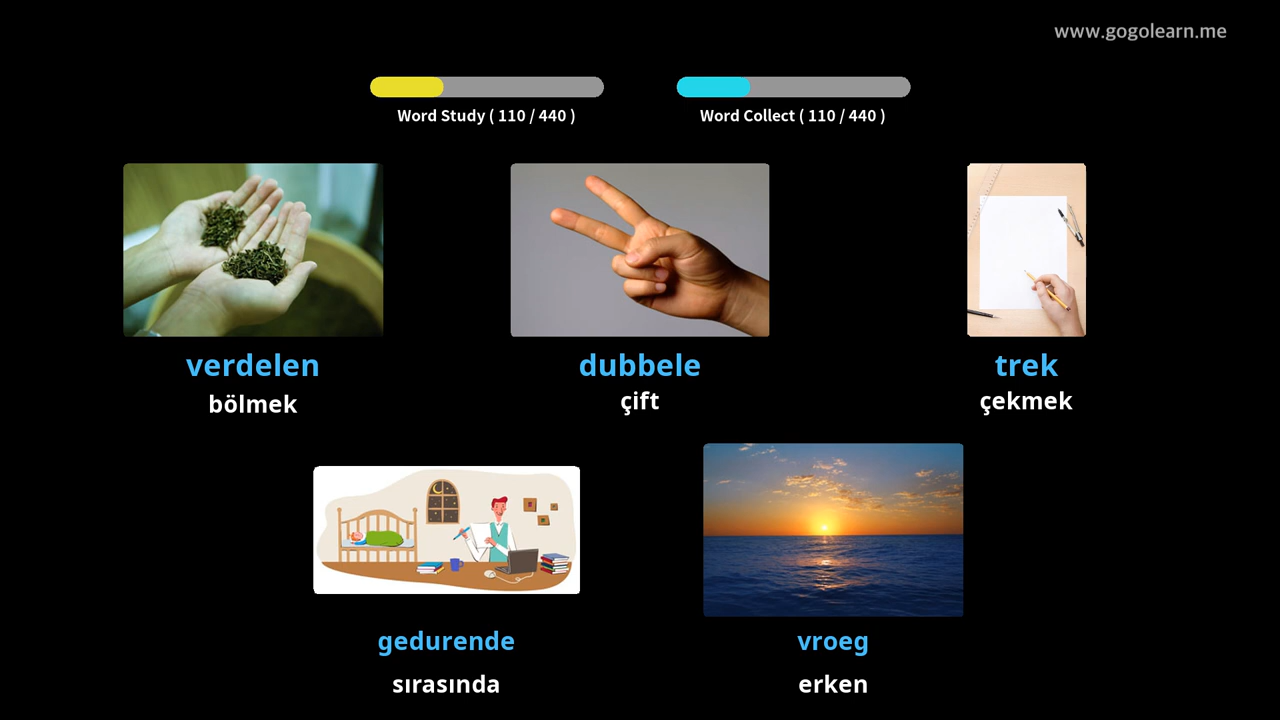 www.gogolearn.me
Word Study ( 110 / 440 )
Word Collect ( 110 / 440 )
verdelen
bölmek
dubbele
çift
trek
çekmek
gedurende
sırasında
vroeg
erken